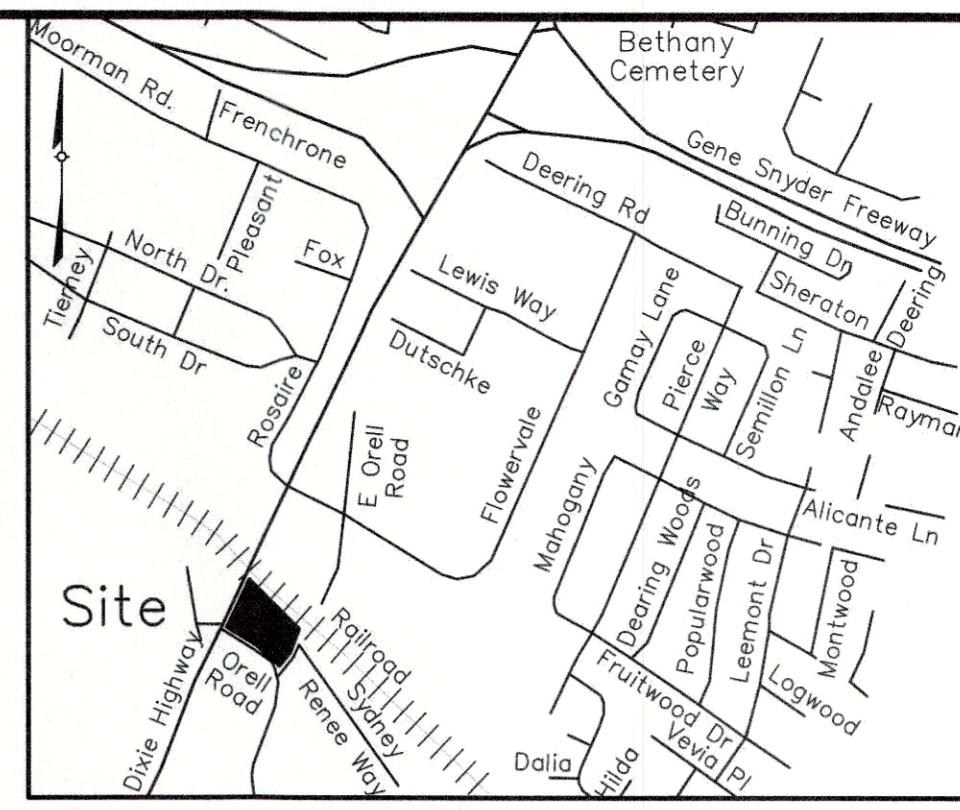 Bethany
Cemetery
Moorman Rd.
Frenchrone
Gene Snyder Freeway
Deering Rd
Bunning Dr
Pleasant
Fox
North Dr.
Tierney
South Dr
Lewis Way
Dutschke
Gamay Lane
Sheraton
Deering
Pierce
Way
Semillon Ln
Andalee
Rayman
Rosaire
E Orell
Road
Flowervale
Mahogany
Alicante Ln
Dearing Woods
Popularwood
Leemont Dr
Montwood
Site
Railroad
Orell
Road
Sydney
Renee Way
Dixie Highway
Fruitwood Dr
Logwood
Vevia Pl
Dalia
Hilda